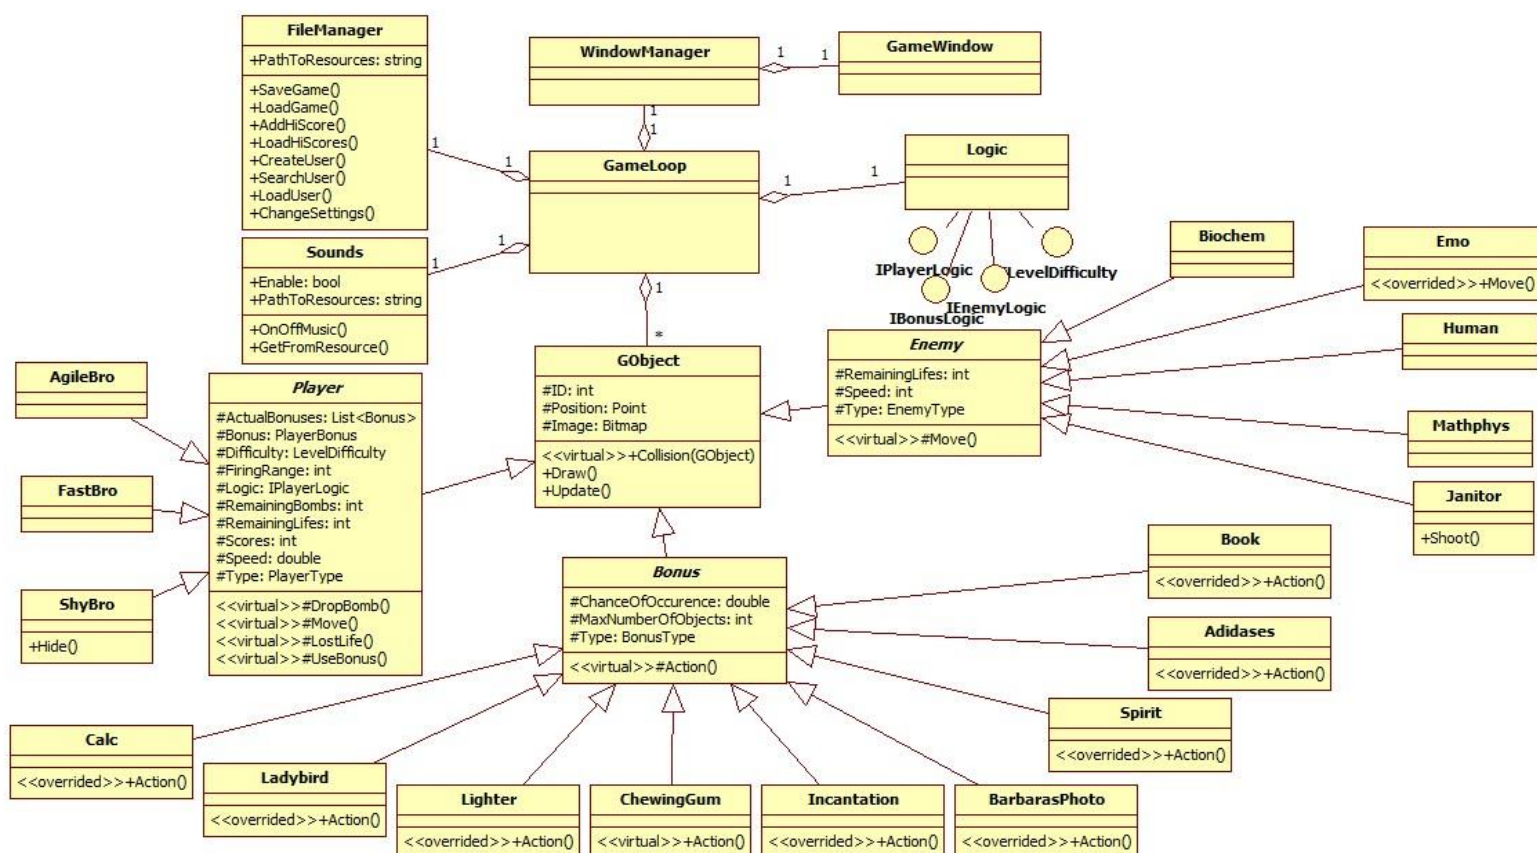 FileManager
+PathToResources: string
+SaveGame()
+LoadGame()
+AddHiScore()
+LoadHiScores()
+CreateUser()
+SearchUser()
+LoadUser()
+ChangeSettings()
WindowManager
1
1
GameWindow
1
1
GameLoop
1
1
1
1
Logic
IPlayerLogic
LevelDifficulty
IEnemyLogic
IBonusLogic
Sounds
+Enable: bool
+PathToResources: string
+OnOffMusic()
+GetFromResource()
1
1
1
*
Biochem
Emo
<<overrided>>+Move()
Human
Mathphys
Janitor
+Shoot()
Enemy
#RemainingLifes: int
#Speed: int
#Type: EnemyType
<<virtual>>#Move()
GObject
#ID: int
#Position: Point
#Image: Bitmap
<<virtual>>+Collision(GObject)
+Draw()
+Update()
AgileBro
FastBro
ShyBro
+Hide()
Player
#ActualBonuses: List<Bonus>
#Bonus: PlayerBonus
#Difficulty: LevelDifficulty
#FiringRange: int
#Logic: IPlayerLogic
#RemainingBombs: int
#RemainingLifes: int
#Scores: int
#Speed: double
#Type: PlayerType
<<virtual>>#DropBomb()
<<virtual>>#Move()
<<virtual>>#LostLife()
<<virtual>>#UseBonus()
Bonus
#ChanceOfOccurence: double
#MaxNumberOfObjects: int
#Type: BonusType
<<virtual>>#Action()
Book
<<overrided>>+Action()
Adidases
<<overrided>>+Action()
Spirit
<<overrided>>+Action()
Calc
<<overrided>>+Action()
Ladybird
<<overrided>>+Action()
Lighter
<<overrided>>+Action()
ChewingGum
<<virtual>>+Action()
Incantation
<<overrided>>+Action()
BarbarasPhoto
<<overrided>>+Action()